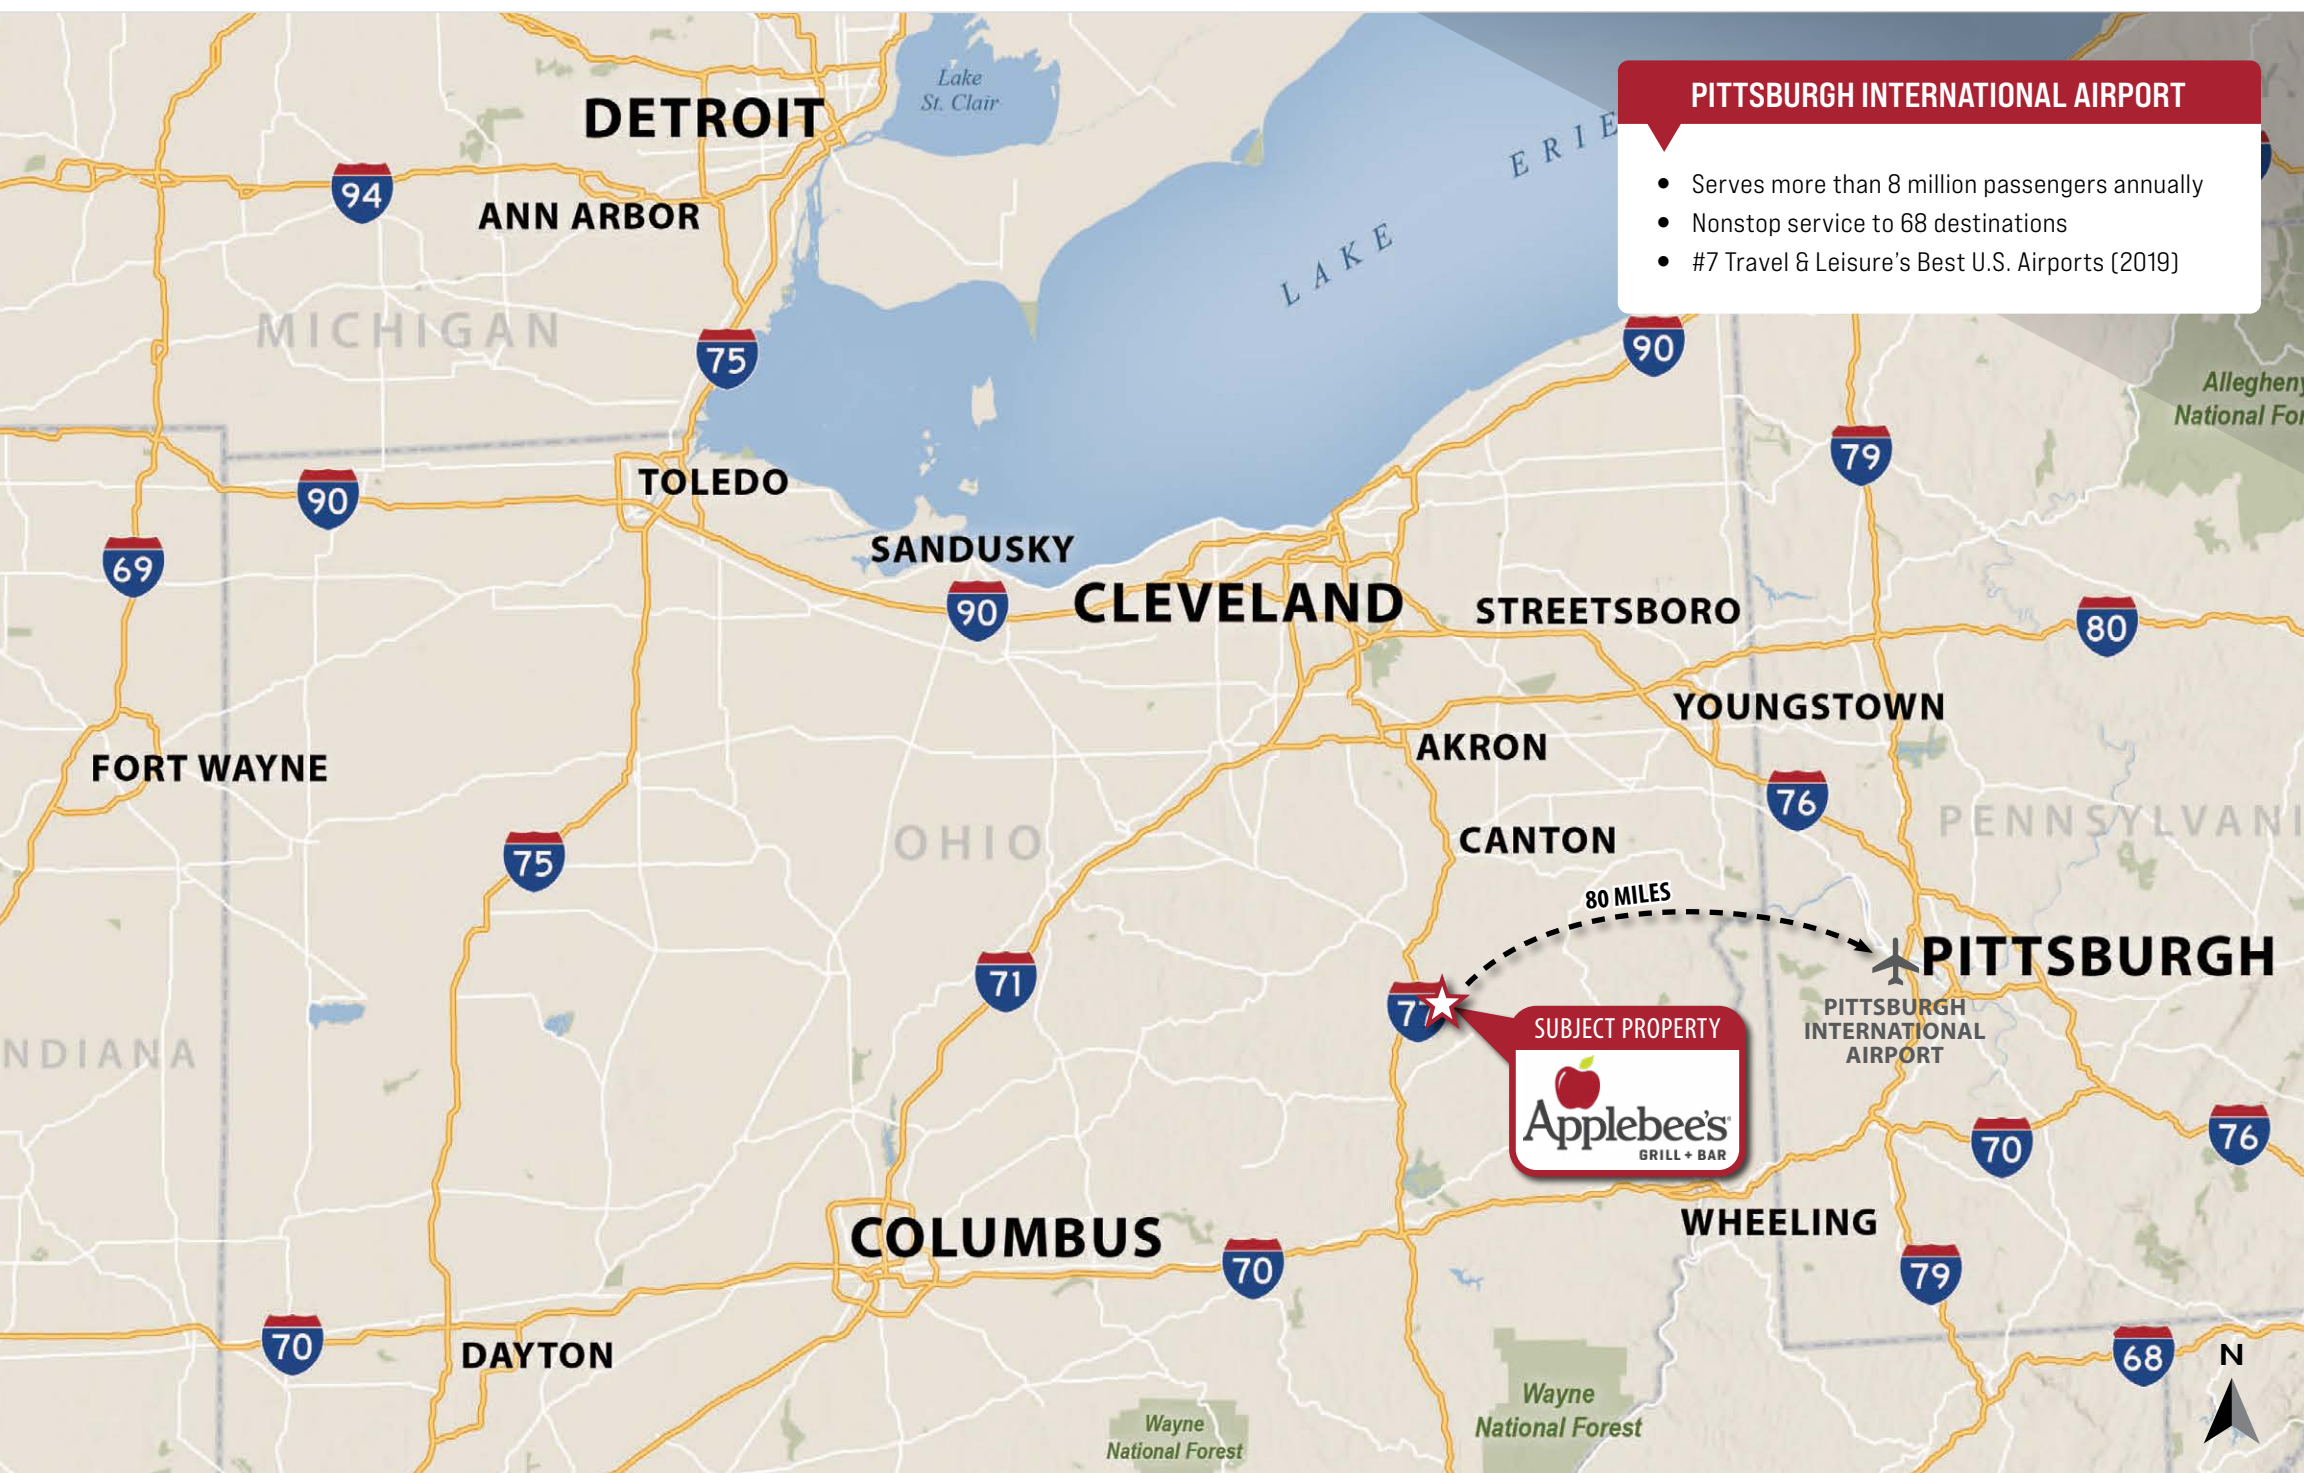 PITTSBURGH INTERNATIONAL AIRPORT
• Serves more than 8 million passengers annually
• Nonstop service to 68 destinations
• #7 Travel & Leisure's Best U.S. Airports (2019)
Lake
St. Clair
DETROIT
LAKE ERIE
94
ANN ARBOR
MICHIGAN
75
90
Allegheny
National For
79
TOLEDO
90
SANDUSKY
69
90
CLEVELAND
STREETSBORO
80
YOUNGSTOWN
AKRON
FORT WAYNE
76
PENNSYLVANI
OHIO
CANTON
75
80 MILES
PITTSBURGH
71
77
PITTSBURGH
INTERNATIONAL
AIRPORT
SUBJECT PROPERTY
Applebee's
GRILL + BAR
NDIANA
70
76
COLUMBUS
WHEELING
70
79
70
DAYTON
68
N
Wayne
National Forest
Wayne
National Forest